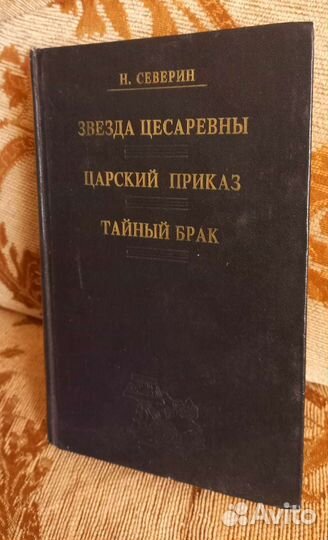 Н. СЕВЕРИН
ЗВЕЗДА ЦЕСАРЕВНЫ
ЦАРСКИЙ ПРИКАЗ
ТАЙНЫЙ БРАК
Avito